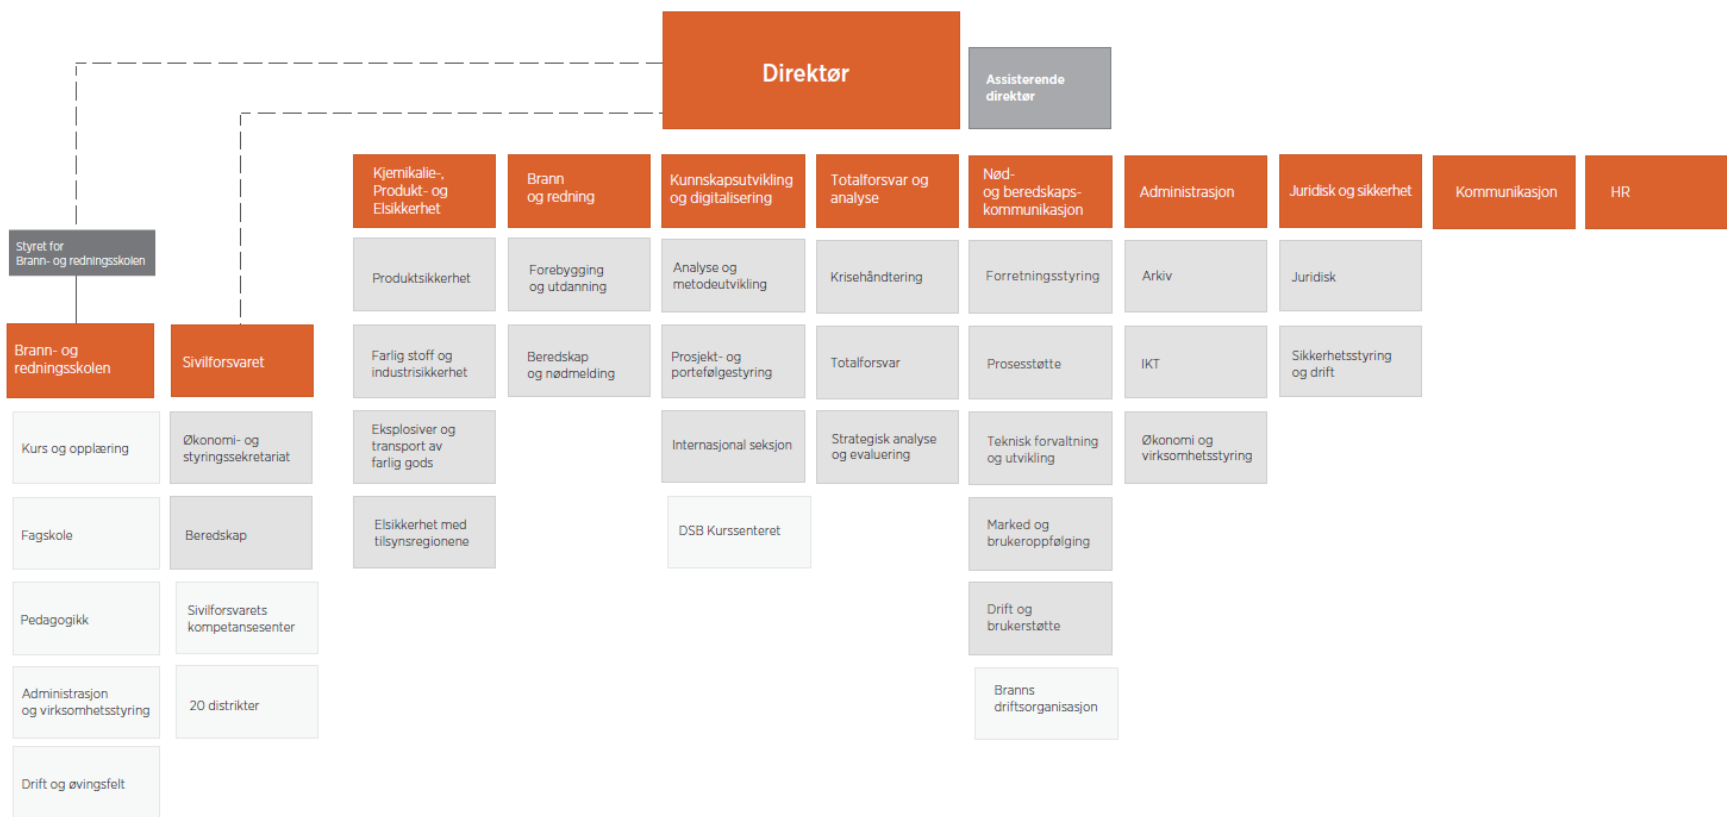 Direktør
Assisterende
direktør
Styret for
Brann- og redningsskolen
Brann- og
redningsskolen
Kurs og opplæring
Fagskole
Pedagogikk
Administrasjon
og virksomhetsstyring
Drift og øvingsfelt
Sivilforsvaret
Økonomi- og
styringssekretariat
Beredskap
Sivilforsvarets
kompetansesenter
20 distrikter
Kjemikalie-,
Produkt- og
Elsikkerhet
Produktsikkerhet
Farlig stoff og
industrisikkerhet
Eksplosiver og
transport av
farlig gods
Elsikkerhet med
tilsynsregionene
Brann
og redning
Forebygging
og utdanning
Beredskap
og nødmelding
Kunnskapsutvikling
og digitalisering
Analyse og
metodeutvikling
Prosjekt- og
portefølgestyring
Internasjonal seksjon
DSB Kurssenteret
Totalforsvar og
analyse
Krisehåndtering
Totalforsvar
Strategisk analyse
og evaluering
Nød-
og beredskaps-
kommunikasjon
Forretningsstyring
Prosesstøtte
Teknisk forvaltning
og utvikling
Marked og
brukeroppfølging
Drift og
brukerstøtte
Branns
driftsorganisasjon
Administrasjon
Arkiv
IKT
Økonomi og
virksomhetsstyring
Juridisk og sikkerhet
Juridisk
Sikkerhetsstyring
og drift
Kommunikasjon
HR